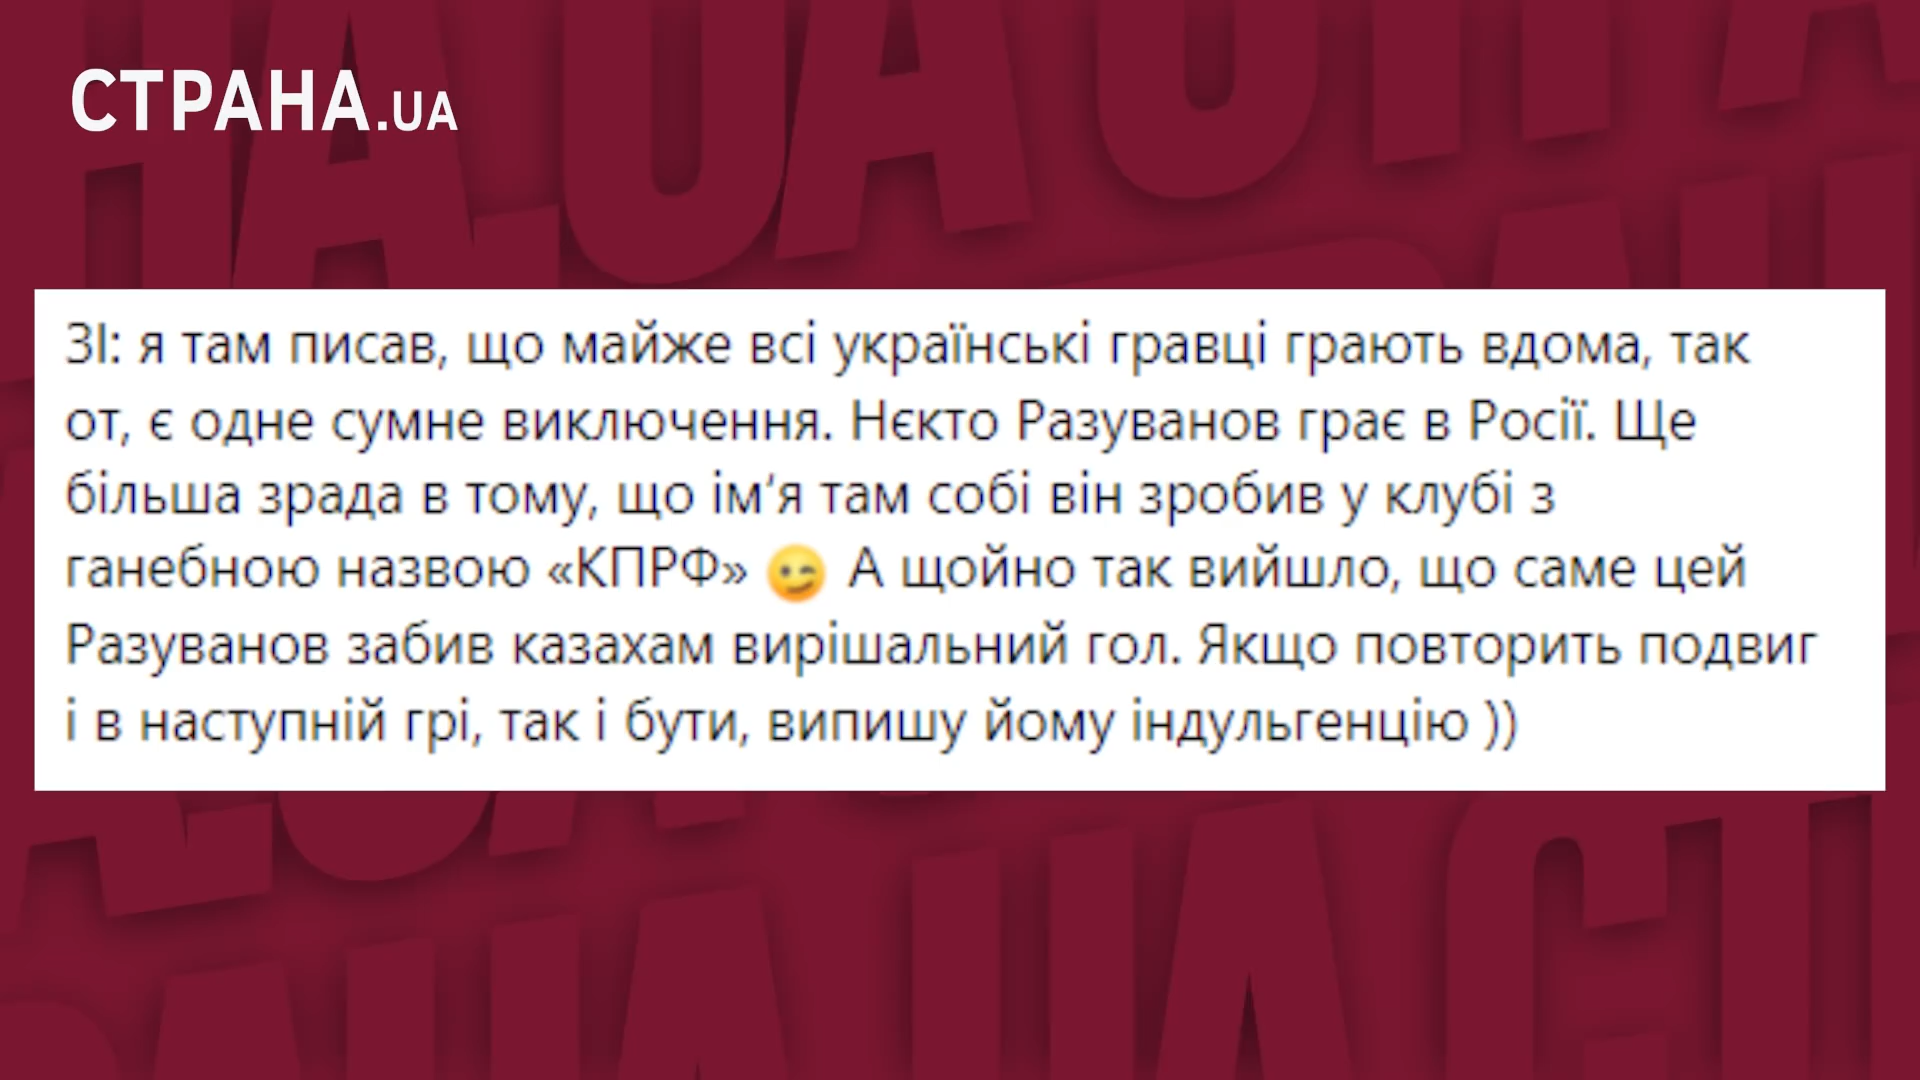 СТРАНА.UA
ЗІ: я там писав, що майже всі українські гравці грають вдома, так
от, є одне сумне виключення. Нєкто Разуванов грає в Росії. Ще
більша зрада в тому, що ім‘я там собі він зробив у клубі з
ганебною назвою «КПРФ» 😉 А щойно так вийшло, що саме цей
Разуванов забив казахам вирішальний гол. Якщо повторить подвиг
і в наступній грі, так і бути, випишу йому індульгенцію ))